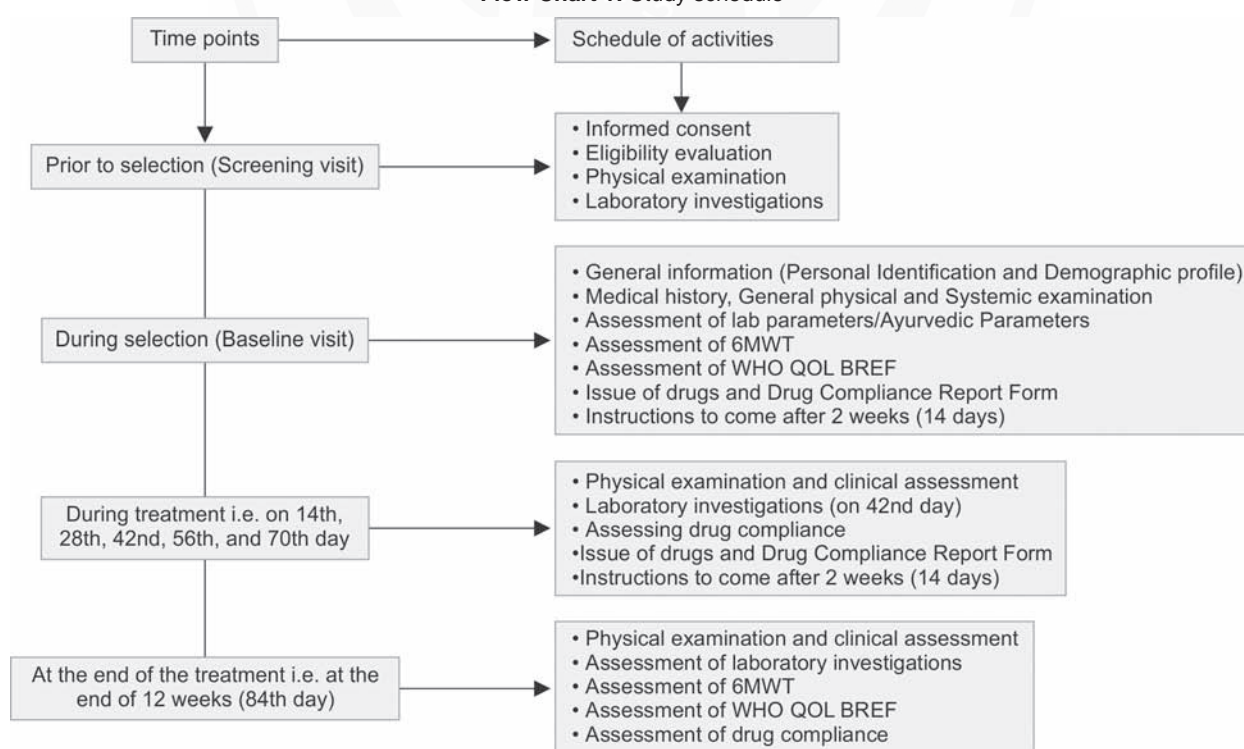 Flow Chart 1: Study schedule
Time points
Schedule of activities
Prior to selection (Screening visit)
• Informed consent
• Eligibility evaluation
• Physical examination
• Laboratory investigations
During selection (Baseline visit)
• General information (Personal Identification and Demographic profile)
• Medical history, General physical and Systemic examination
• Assessment of lab parameters/Ayurvedic Parameters
• Assessment of 6MWT
• Assessment of WHO QOL BREF
• Issue of drugs and Drug Compliance Report Form
• Instructions to come after 2 weeks (14 days)
During treatment i.e. on 14th,
28th, 42nd, 56th, and 70th day
• Physical examination and clinical assessment
• Laboratory investigations (on 42nd day)
• Assessing drug compliance
•Issue of drugs and Drug Compliance Report Form
•Instructions to come after 2 weeks (14 days)
At the end of the treatment i.e. at the
end of 12 weeks (84th day)
• Physical examination and clinical assessment
• Assessment of laboratory investigations
• Assessment of 6MWT
• Assessment of WHO QOL BREF
• Assessment of drug compliance